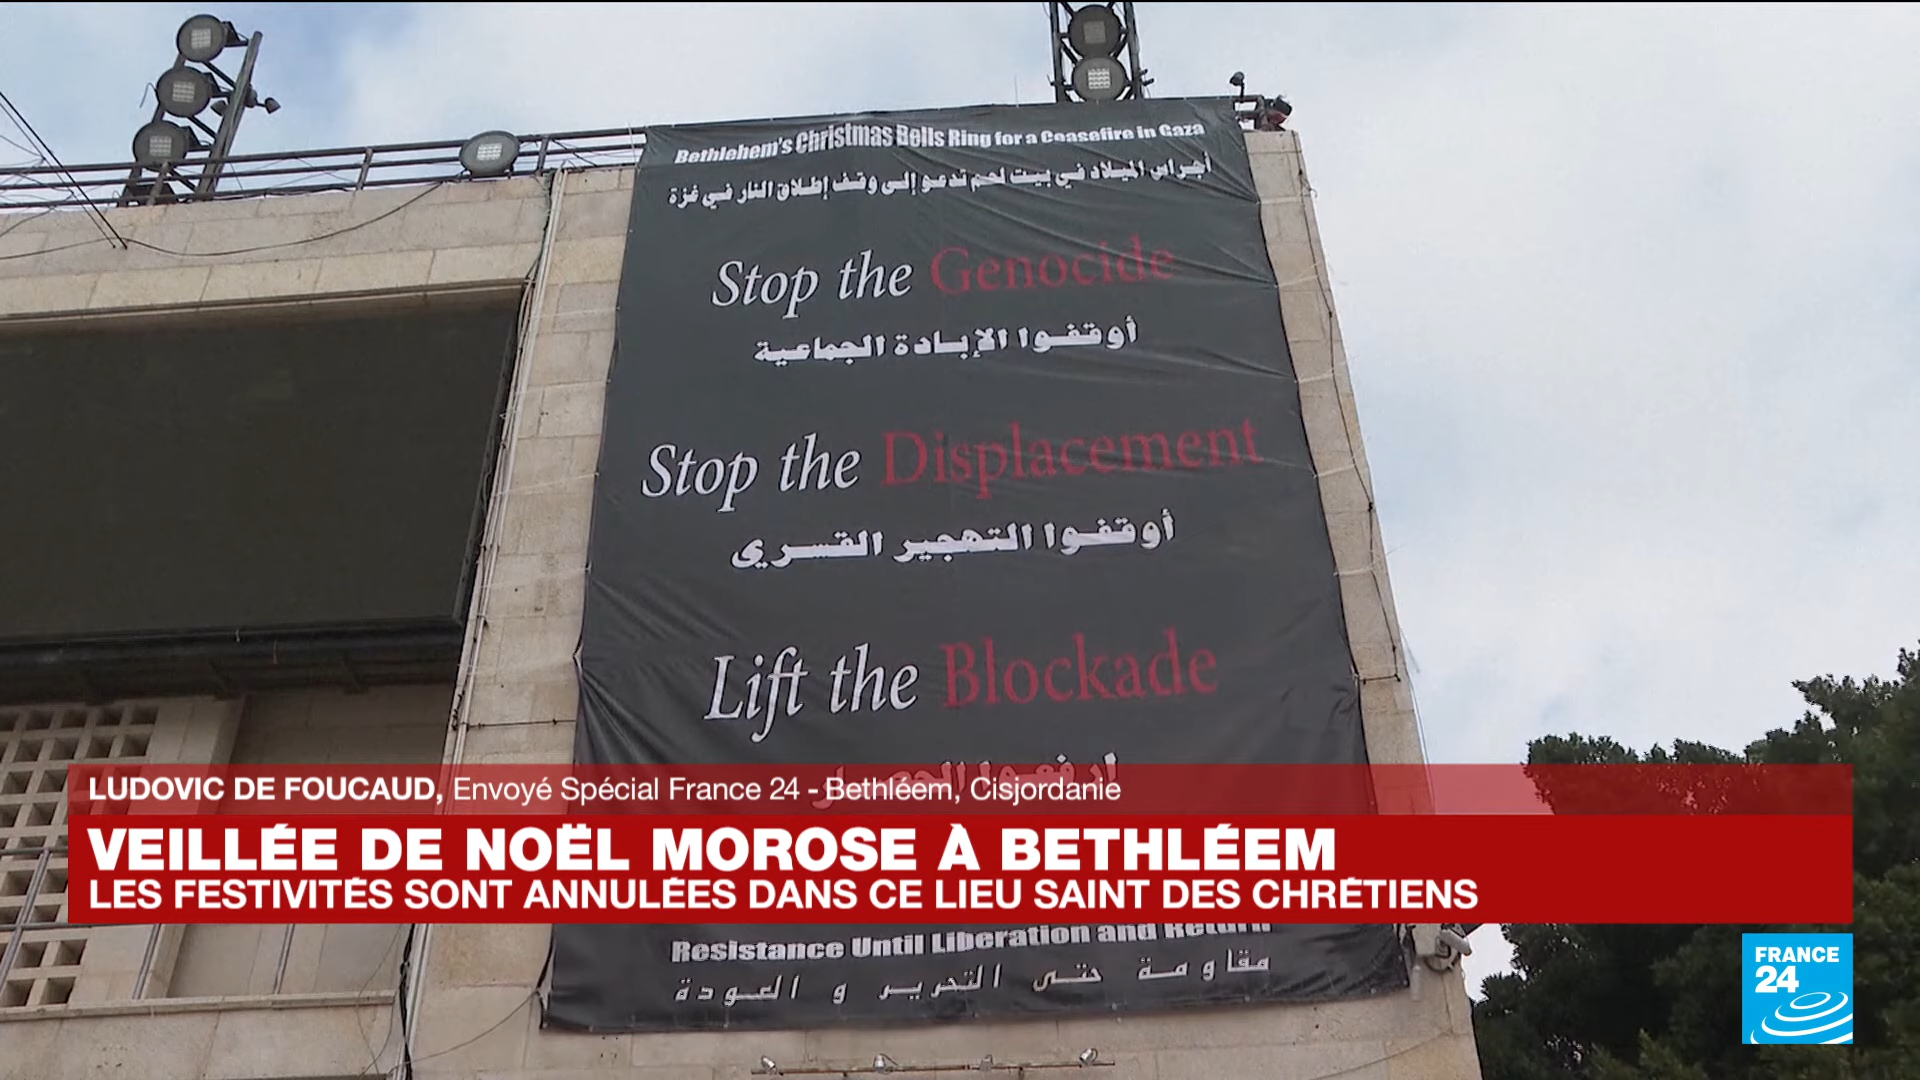 Bethlehem's Christmas Bells Ring for a Ceasefire in Gaza
أجراس الميلاد في بيت لحم تدعو إلى وقف إطلاق النار في غزة
Stop the Genocide
أوقفوا الإبادة الجماعية
Stop the Displacement
أوقفوا التهجير القسري
Lift the Blockade
ارفعوا الحصار
LUDOVIC DE FOUCAUD, Envoyé Spécial France 24 - Bethléem, Cisjordanie
VEILLÉE DE NOËL MOROSE À BETHLÉEM
LES FESTIVITÉS SONT ANNULÉES DANS CE LIEU SAINT DES CHRÉTIENS
Resistance Until Liberation and Return
مقاومة حتى التحرير و العودة
FRANCE
24